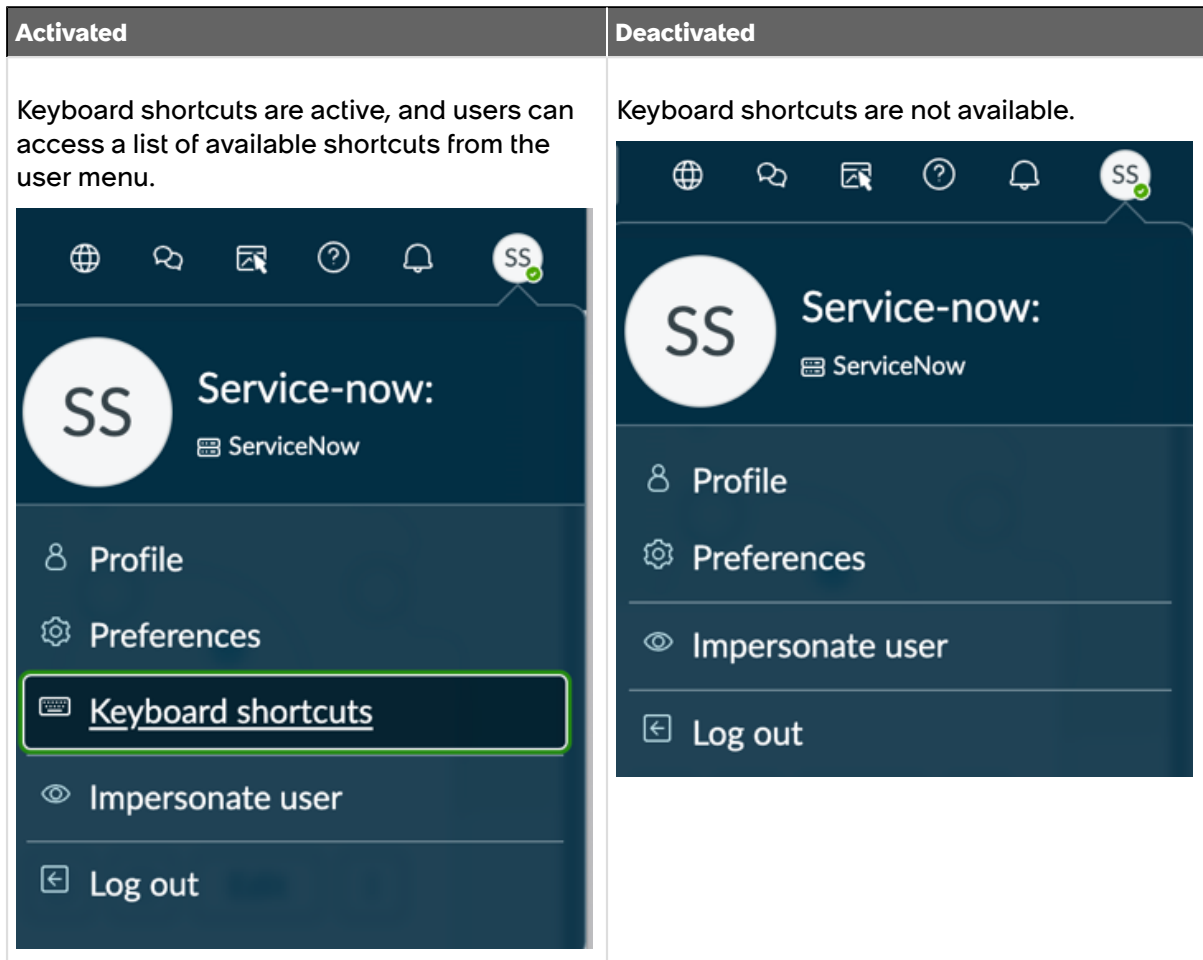 Activated
Deactivated
Keyboard shortcuts are active, and users can
access a list of available shortcuts from the
user menu.
SS
SS
Service-now:
ServiceNow
Profile
Preferences
Keyboard shortcuts
Impersonate user
Log out
Keyboard shortcuts are not available.
SS
SS
Service-now:
ServiceNow
Profile
Preferences
Impersonate user
Log out